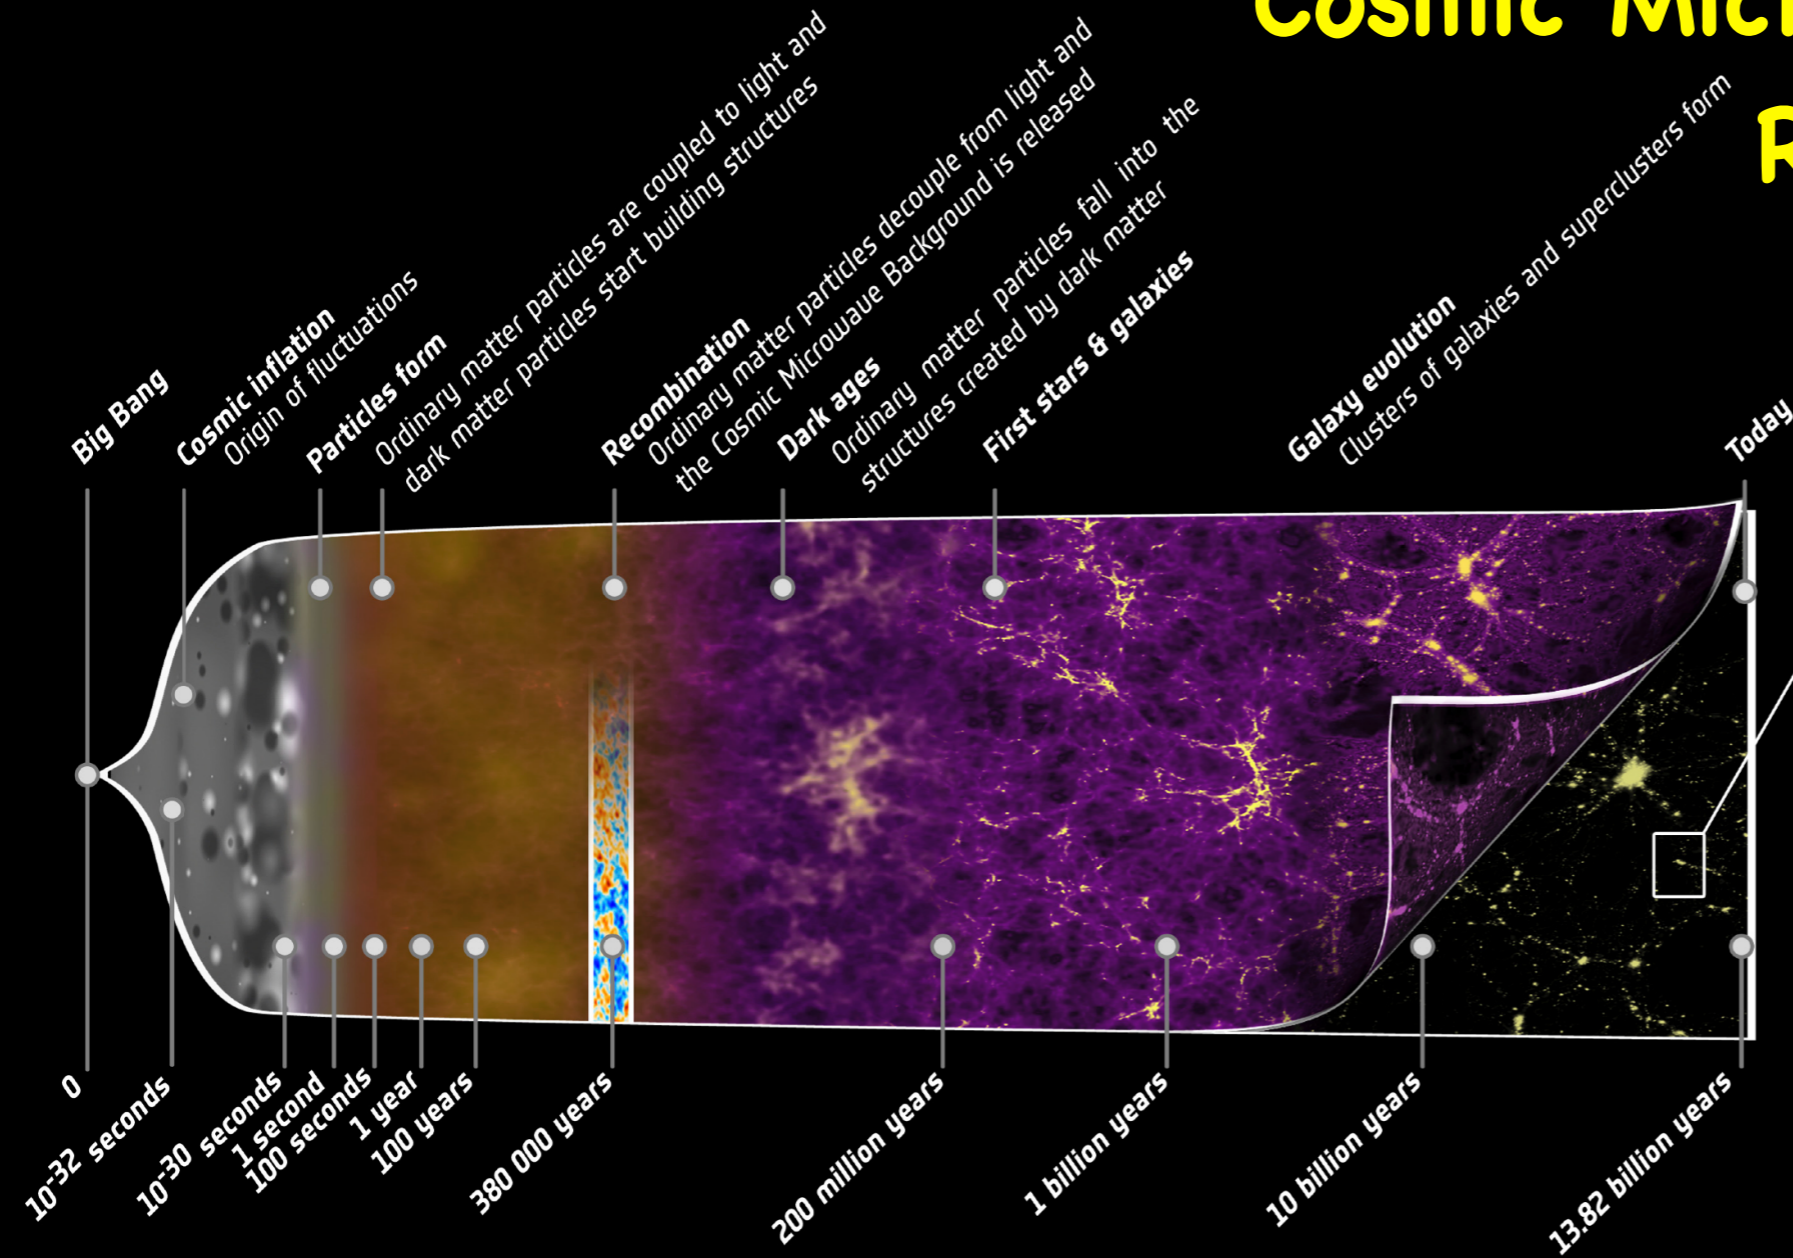 Cosmic
R
Big Bang
Cosmic inflation
Origin of fluctuations
Particles form
Ordinary matter particles are coupled to light and
dark matter particles start building structures
Recombination
Ordinary matter particles decouple from light and
the Cosmic Microwave Background is released
Dark ages
Ordinary matter particles fall into the
structures created by dark matter
First stars & galaxies
Galaxy evolution
Clusters of galaxies and superclusters form
Today
0
10-32 seconds
10-30 seconds
1 second
100 seconds
1 year
100 years
380 000 years
200 million years
1 billion years
10 billion years
13.82 billion years